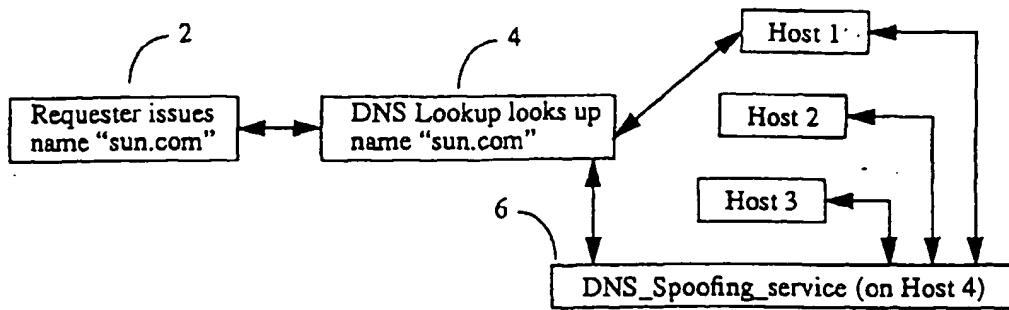 2
4
Requester issues
name “sun.com”
DNS Lookup looks up
name “sun.com”
Host 1
Host 2
Host 3
6
DNS_Spoofing_service (on Host 4)